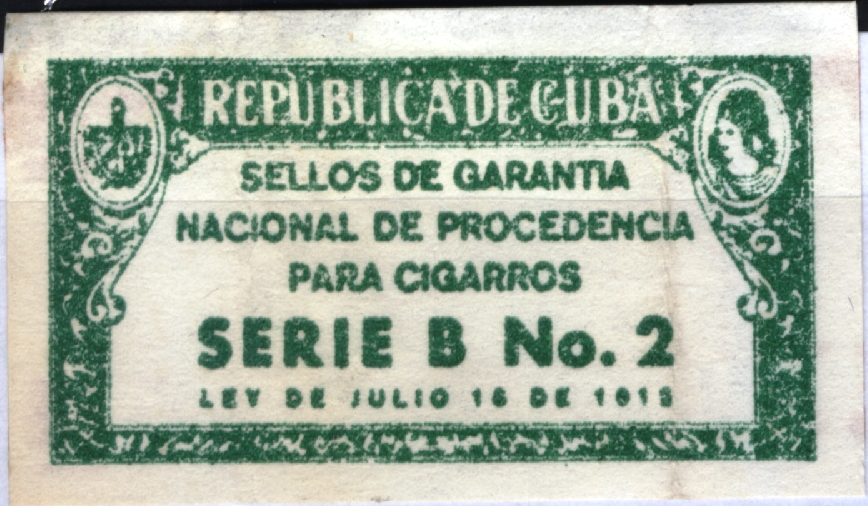 REPUBLICA DE CUBA
SELLOS DE GARANTIA
NACIONAL DE PROCEDENCIA
PARA CIGARROS
SERIE B No. 2
LEY DE JULIO 16 DE 1912